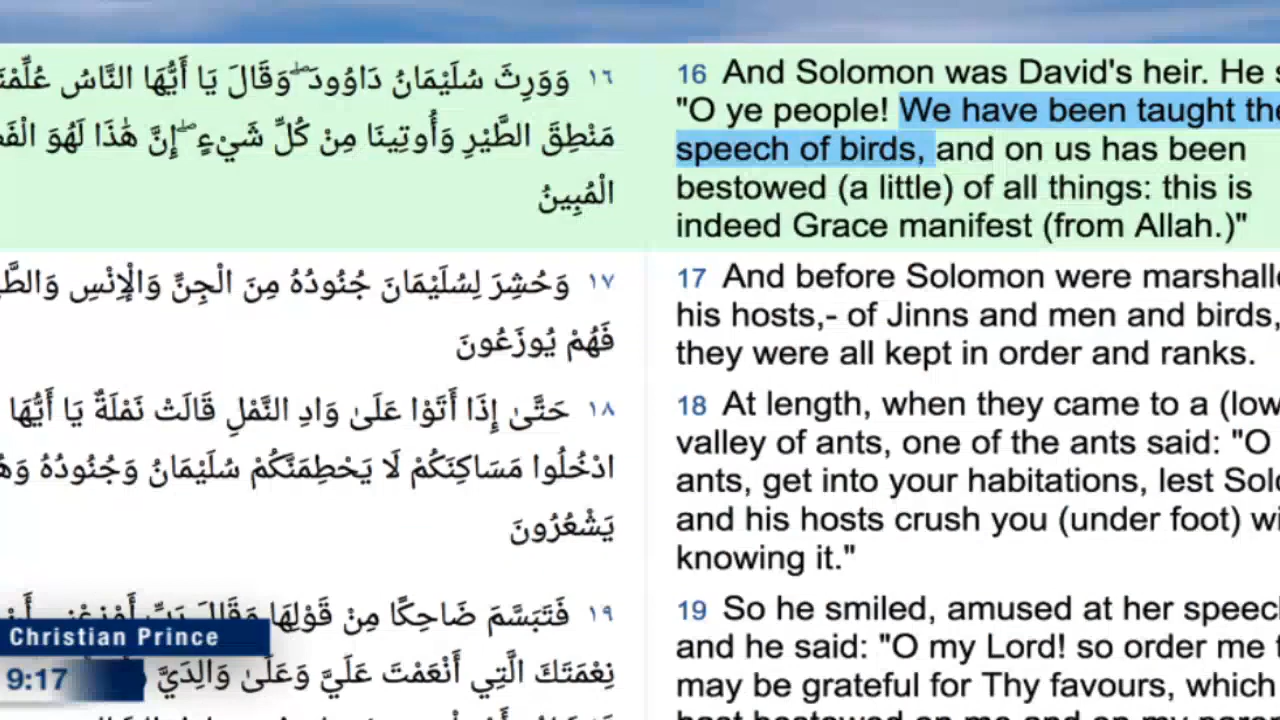 ١٦ وَوَرِثَ سُلَيْمَانُ دَاوُودَ ۖ وَقَالَ يَا أَيُّهَا النَّاسُ
مَنْطِقَ الطَّيْرِ وَأُوتِينَا مِنْ كُلِّ شَيْءٍ ۖ إِنَّ هَٰذَا لَهُوَ
الْمُبِينُ
16 And Solomon was David's heir. He
"O ye people! We have been taught the
speech of birds, and on us has been
bestowed (a little) of all things: this is
indeed Grace manifest (from Allah.)"
١٧ وَحُشِرَ لِسُلَيْمَانَ جُنُودُهُ مِنَ الْجِنِّ وَالْإِنْسِ
فَهُمْ يُوزَعُونَ
17 And before Solomon were
his hosts,- of Jinns and men and birds,
they were all kept in order and ranks.
١٨ حَتَّىٰ إِذَا أَتَوْا عَلَىٰ وَادِ النَّمْلِ قَالَتْ نَمْلَةٌ يَا أَيُّهَا
ادْخُلُوا مَسَاكِنَكُمْ لَا يَحْطِمَنَّكُمْ سُلَيْمَانُ وَجُنُودُهُ
يَشْعُرُونَ
18 At length, when they came to a
valley of ants, one of the ants said: "O
ants, get into your habitations, lest
and his hosts crush you (under foot)
knowing it."
١٩ فَتَبَسَّمَ ضَاحِكًا مِنْ قَوْلِهَا وَقَالَ رَبِّ أَوْزِعْنِي
نِعْمَتَكَ الَّتِي أَنْعَمْتَ عَلَيَّ وَعَلَىٰ وَالِدَيَّ
19 So he smiled, amused at her
and he said: "O my Lord! so order me
may be grateful for Thy favours, which
Christian Prince
9:17